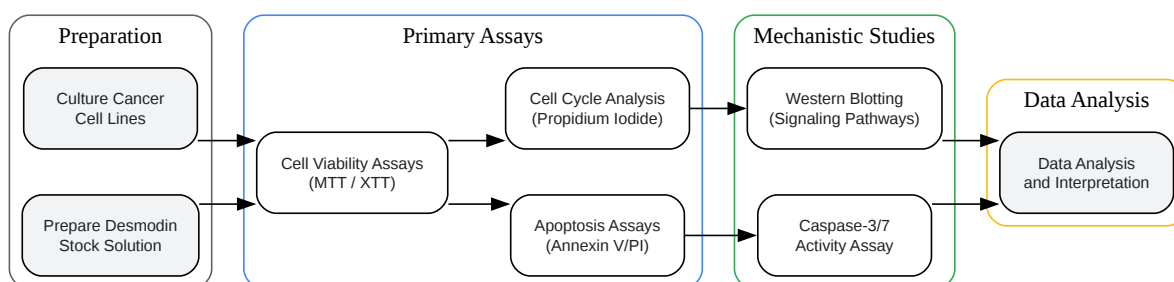 Preparation
Culture Cancer
Cell Lines
Prepare Desmodin
Stock Solution
Primary Assays
Cell Viability Assays
(MTT / XTT)
Cell Cycle Analysis
(Propidium Iodide)
Apoptosis Assays
(Annexin V/PI)
Mechanistic Studies
Western Blotting
(Signaling Pathways)
Caspase-3/7
Activity Assay
Data Analysis
Data Analysis
and Interpretation